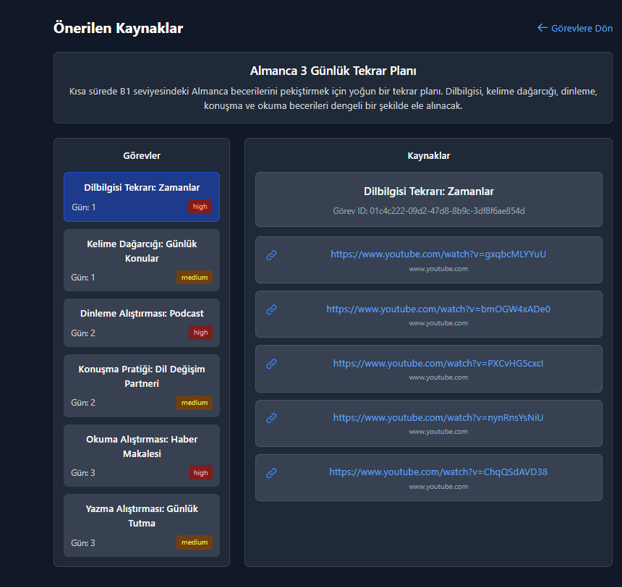 Önerilen Kaynaklar
← Görevlere Dön
Almanca 3 Günlük Tekrar Planı
Kısa sürede B1 seviyesindeki Almanca becerilerini pekiştirmek için yoğun bir tekrar planı. Dilbilgisi, kelime dağarcığı, dinleme,
konuşma ve okuma becerileri dengeli bir şekilde ele alınacak.
Görevler
Dilbilgisi Tekrarı: Zamanlar
Gün: 1 high
Kelime Dağarcığı: Günlük
Konular
Gün: 1 medium
Dinleme Alıştırması: Podcast
Gün: 2 high
Konuşma Pratiği: Dil Değişim
Partneri
Gün: 2 medium
Okuma Alıştırması: Haber
Makalesi
Gün: 3 high
Yazma Alıştırması: Günlük
Tutma
Gün: 3 medium
Kaynaklar
Dilbilgisi Tekrarı: Zamanlar
Görev ID: 01c4c222-09d2-47d8-8b9c-3df8f6ae854d
https://www.youtube.com/watch?v=gxqbcMLYYuU
www.youtube.com
https://www.youtube.com/watch?v=bmOGW4xADe0
www.youtube.com
https://www.youtube.com/watch?v=PXCvHG5cxcI
www.youtube.com
https://www.youtube.com/watch?v=nynRnsYsNiU
www.youtube.com
https://www.youtube.com/watch?v=ChqQSdAVD38
www.youtube.com